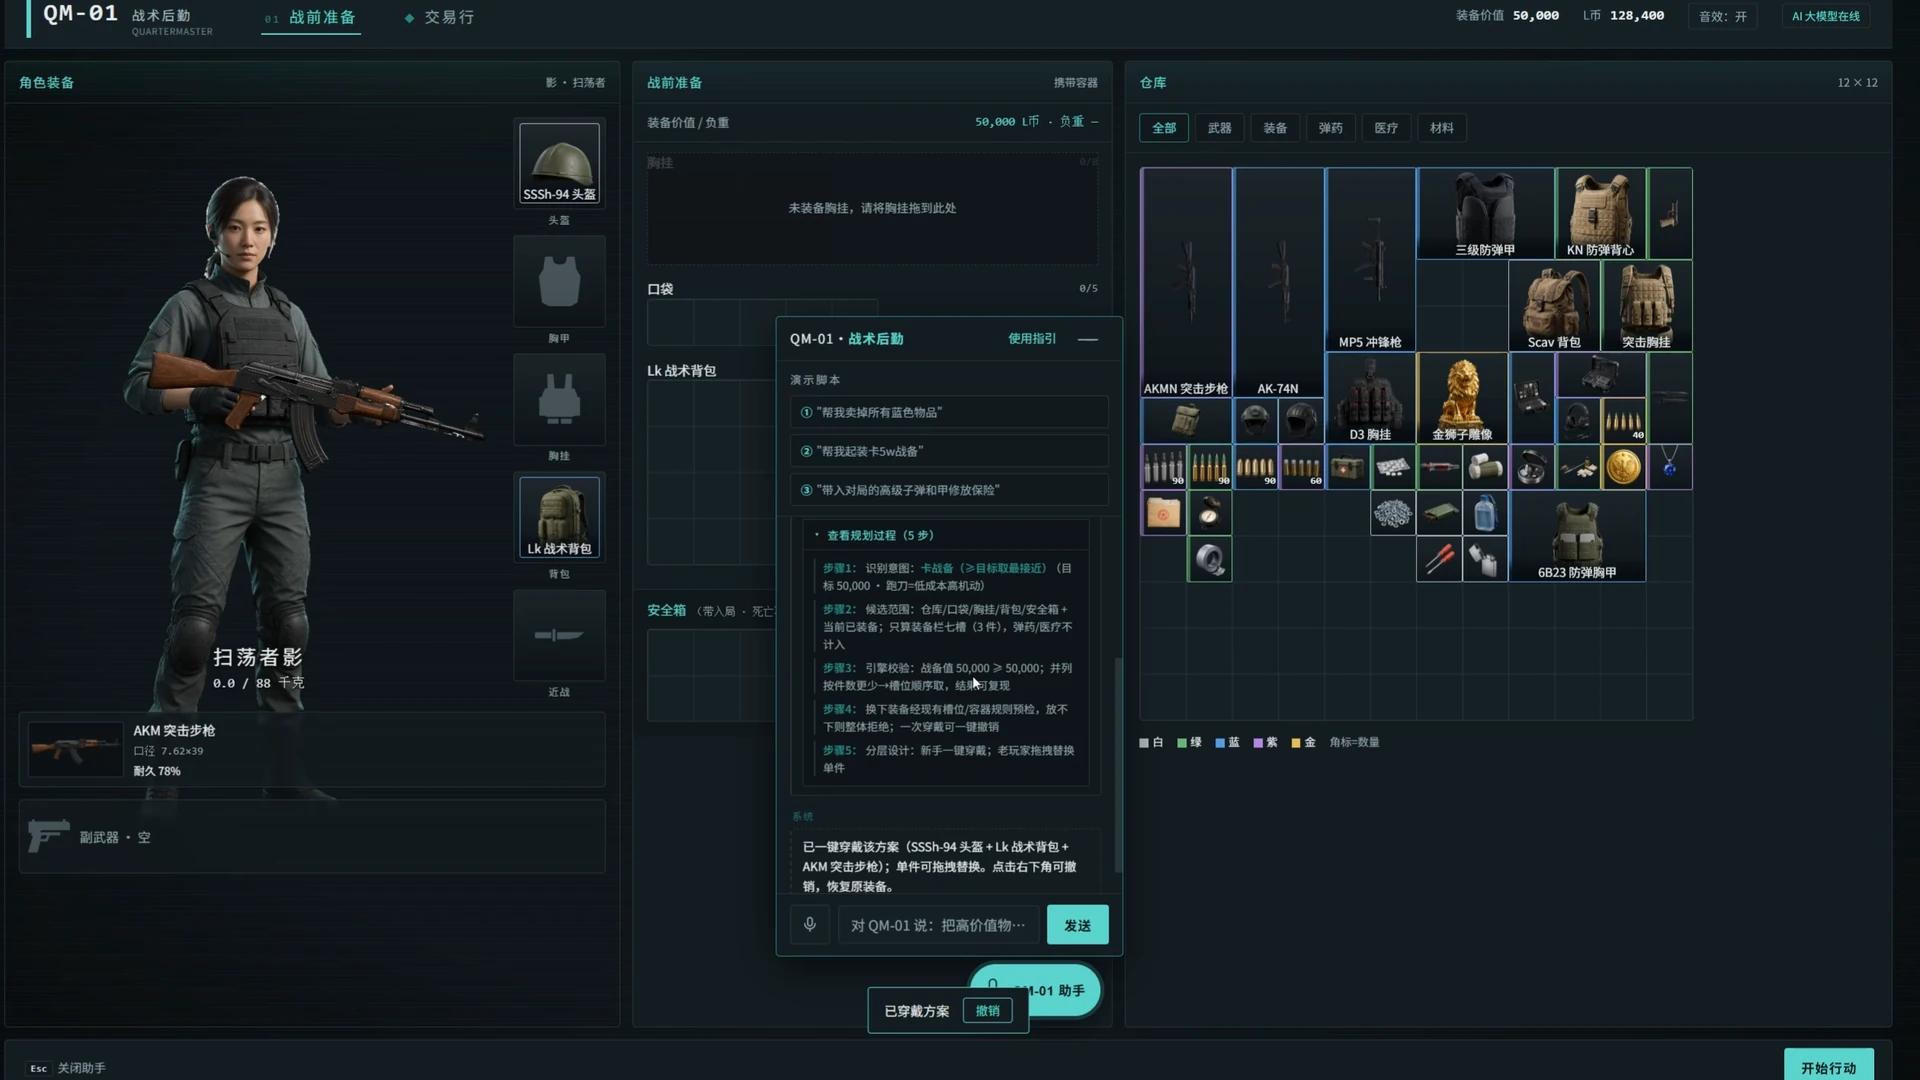 QM-01
战术后勤
QUARTERMASTER
01 战前准备
交易行
装备价值 50,000
L币 128,400
音效：开
AI 大模型在线
角色装备
影・扫荡者
SSSh-94 头盔
头盔
胸甲
胸挂
Lk 战术背包
背包
近战
扫荡者影
0.0 / 88 千克
AKM 突击步枪
口径 7.62×39
耐久 78%
副武器・空
战前准备
携带容器
装备价值 / 负重
50,000 L币 · 负重 —
胸挂
0/8
未装备胸挂，请将胸挂拖到此处
口袋
0/5
Lk 战术背包
安全箱
（带入局・死亡
QM-01・战术后勤
使用指引
演示脚本
① "帮我卖掉所有蓝色物品"
② "帮我起装卡5w战备"
③ "带入对局的高级子弹和甲修放保险"
查看规划过程（5 步）
步骤1： 识别意图：卡战备（≥目标取最接近）（目
标 50,000・跑刀=低成本高机动）
步骤2： 候选范围：仓库/口袋/胸挂/背包/安全箱 +
当前已装备；只算装备栏七槽（3 件），弹药/医疗不
计入
步骤3： 引擎校验：战备值 50,000 ≥ 50,000；并列
按件数更少→槽位顺序取，结果可复现
步骤4： 换下装备经现有槽位/容器规则预检，放不
下则整体拒绝；一次穿戴可一键撤销
步骤5： 分层设计：新手一键穿戴；老玩家拖拽替换
单件
系统
已一键穿戴该方案（SSSh-94 头盔 + Lk 战术背包 +
AKM 突击步枪）；单件可拖拽替换。点击右下角可撤
销，恢复原装备。
对 QM-01 说：把高价值物…
发送
助手
已穿戴方案
撤销
仓库
12 × 12
全部
武器
装备
弹药
医疗
材料
三级防弹甲
KN 防弹背心
MP5 冲锋枪
Scav 背包
突击胸挂
AKMN 突击步枪
AK-74N
D3 胸挂
金狮子雕像
40
90
90
90
60
6B23 防弹胸甲
白
绿
蓝
紫
金
角标=数量
Esc 关闭助手
开始行动